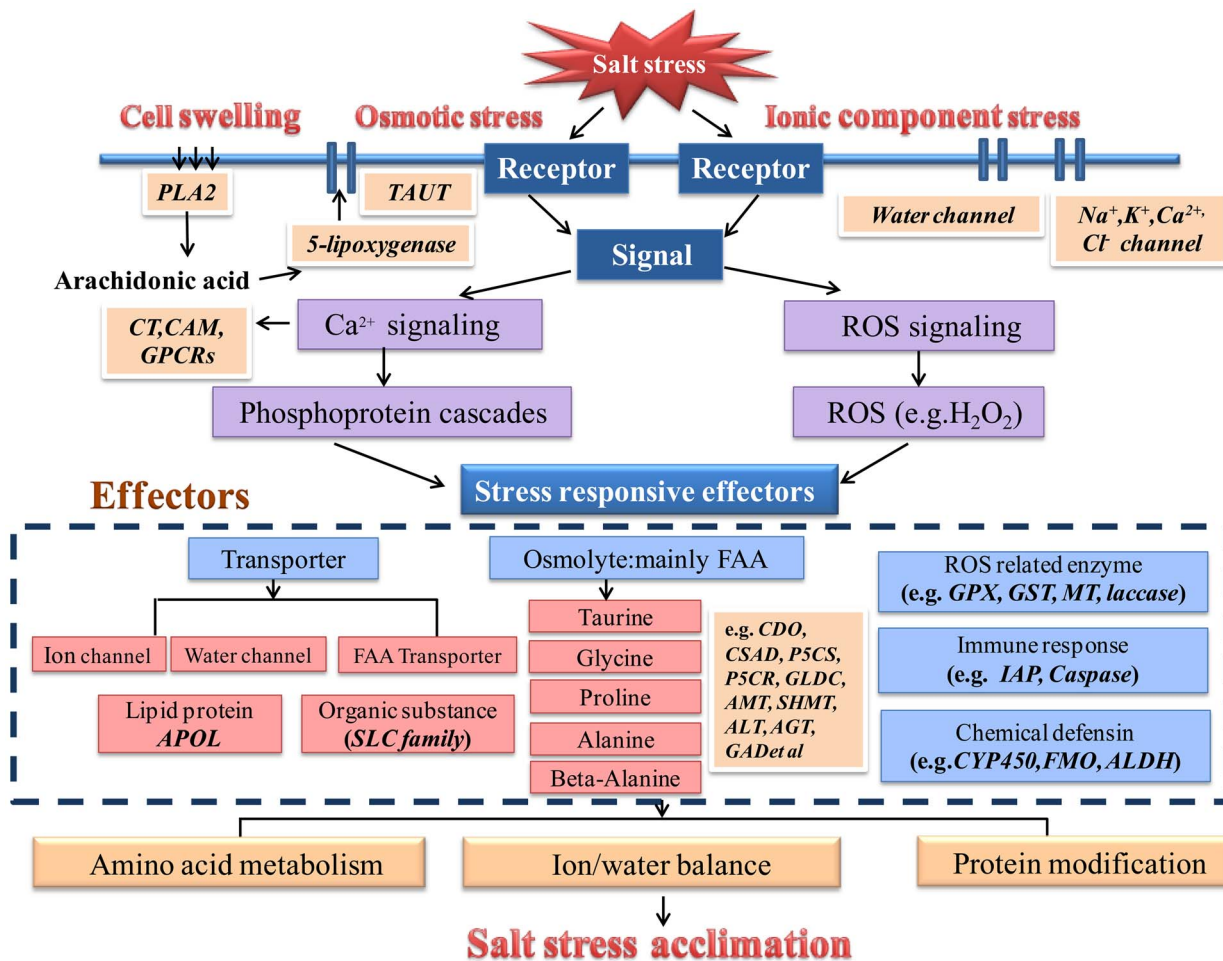 Salt stress
Cell swelling
Osmotic stress
Ionic component stress
Receptor
Receptor
PLA2
TAUT
Water channel
Na⁺,K⁺,Ca²⁺,
Cl⁻ channel
5-lipoxygenase
Signal
Arachidonic acid
CT,CAM,
GPCRs
Ca²⁺ signaling
ROS signaling
Phosphoprotein cascades
ROS (e.g.H₂O₂)
Stress responsive effectors
Effectors
Transporter
Ion channel
Water channel
FAA Transporter
Lipid protein
APOL
Organic substance
(SLC family)
Osmolyte:mainly FAA
Taurine
Glycine
Proline
Alanine
Beta-Alanine
e.g. CDO,
CSAD, P5CS,
P5CR, GLDC,
AMT, SHMT,
ALT, AGT,
GADet al
ROS related enzyme
(e.g. GPX, GST, MT, laccase)
Immune response
(e.g. IAP, Caspase)
Chemical defensin
(e.g.CYP450,FMO, ALDH)
Amino acid metabolism
Ion/water balance
Protein modification
Salt stress acclimation